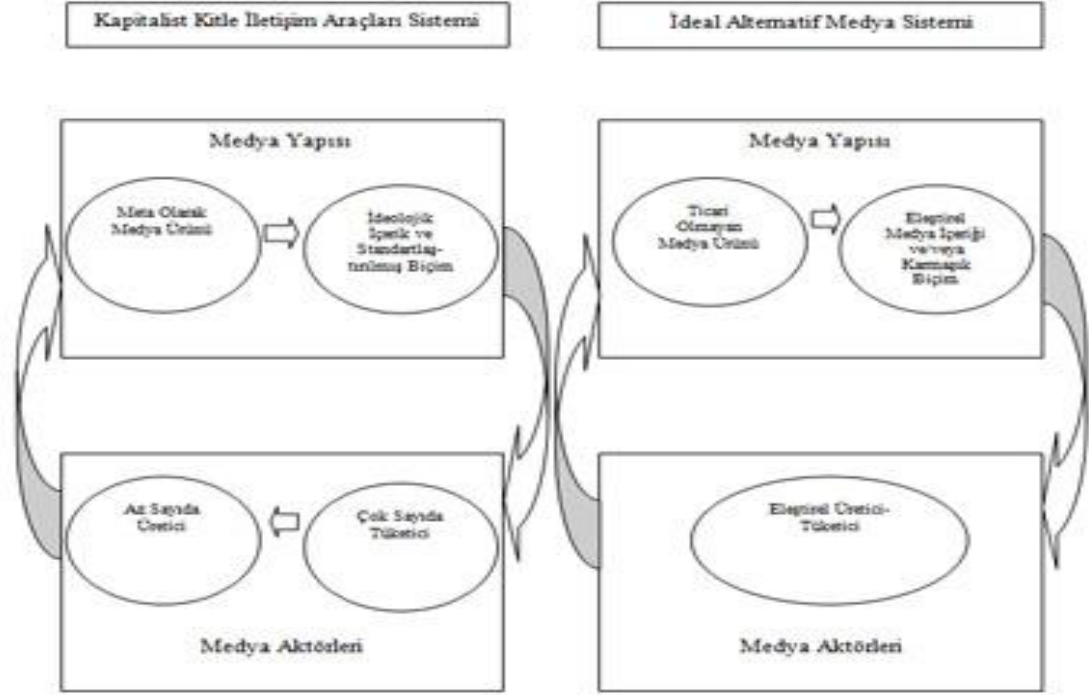 Kapitalist Kitle İletişim Araçları Sistemi
Medya Yapısı
Meta Olarak
Medya Ürünü
İdeolojik
İçerik ve
Standartlaş-
tırılmış Biçim
Az Sayıda
Üretici
Çok Sayıda
Tüketici
Medya Aktörleri
İdeal Alternatif Medya Sistemi
Medya Yapısı
Ticari
Olmayan
Medya Ürünü
Eleştirel
Medya İçeriği
ve/veya
Karmaşık
Biçim
Eleştirel Üretici-
Tüketici
Medya Aktörleri